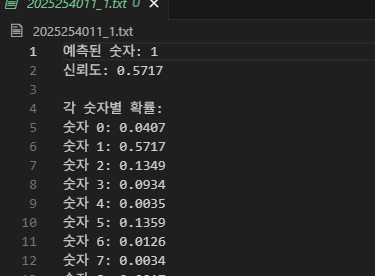 2025254011_1.txt U
2025254011_1.txt
1 예측된 숫자: 1
2 신뢰도: 0.5717
3
4 각 숫자별 확률:
5 숫자 0: 0.0407
6 숫자 1: 0.5717
7 숫자 2: 0.1349
8 숫자 3: 0.0934
9 숫자 4: 0.0035
10 숫자 5: 0.1359
11 숫자 6: 0.0126
12 숫자 7: 0.0034